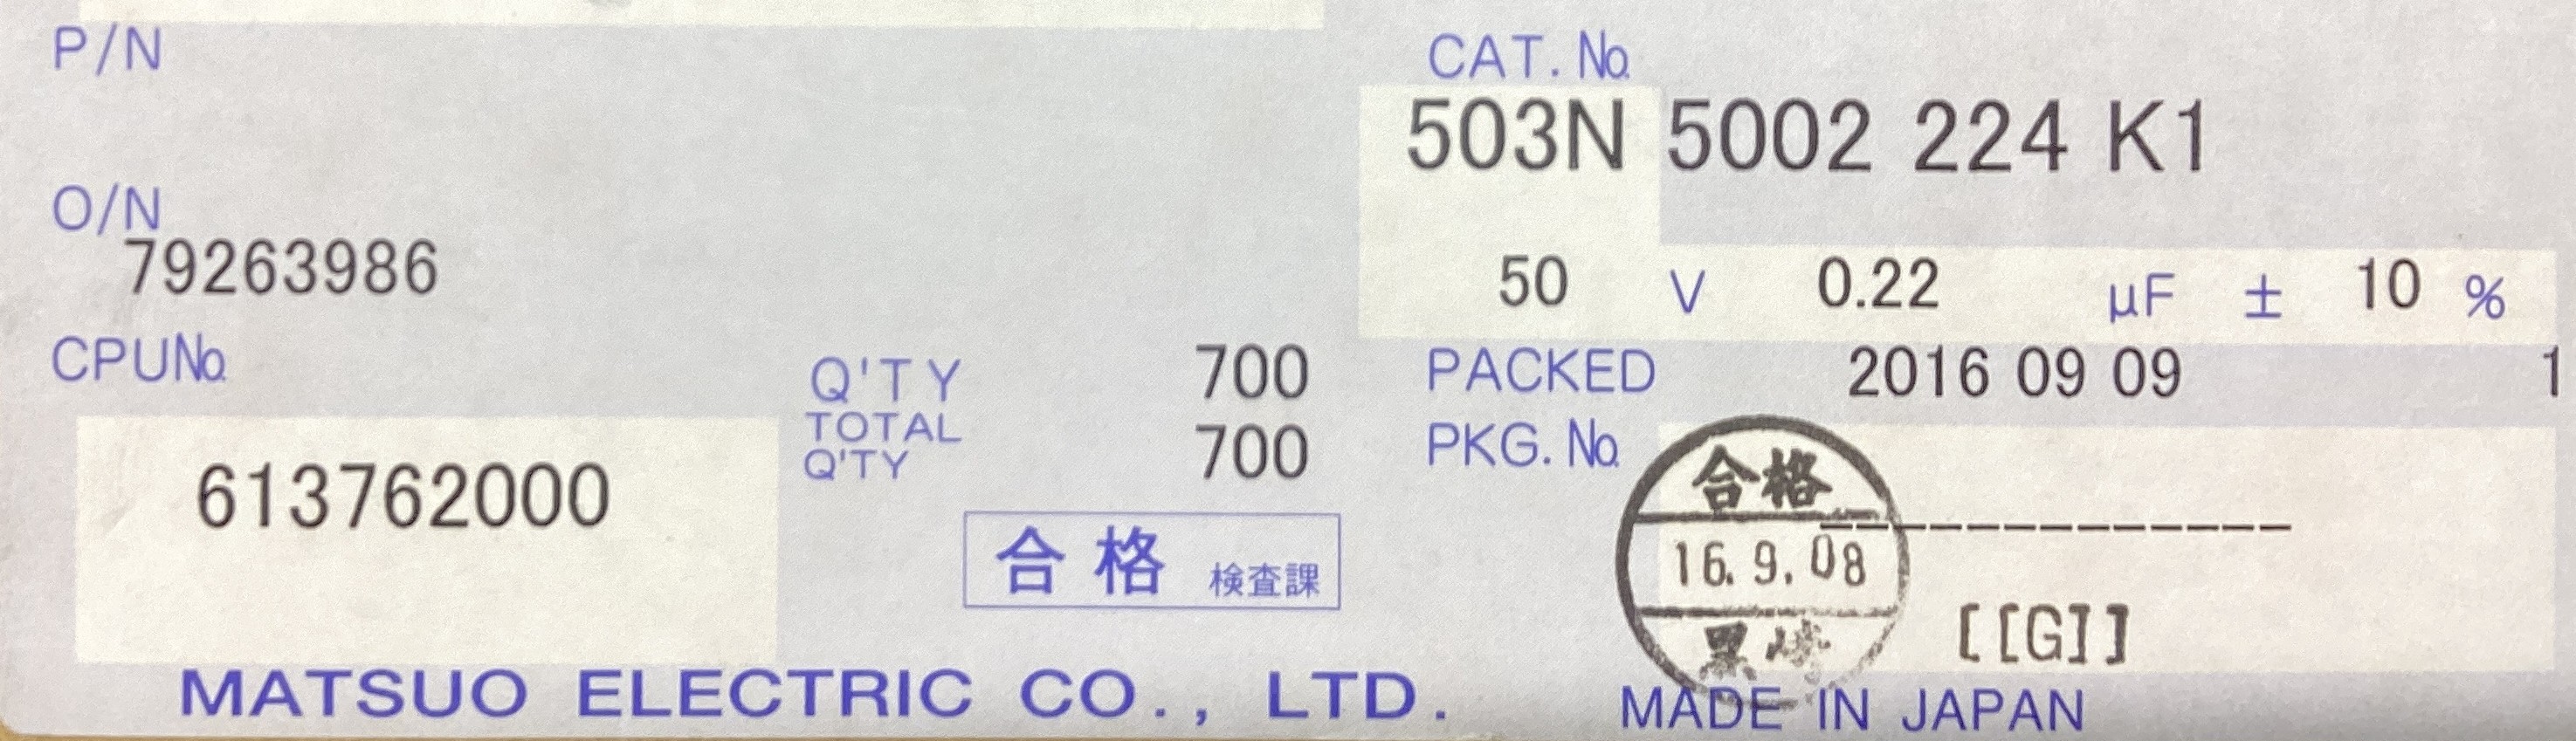 P/N
CAT. No.
503N 5002 224 K1
O/N
79263986
50 V 0.22 μF ± 10 %
CPUNo.
Q'TY 700
PACKED 2016 09 09 1
TOTAL Q'TY 700
PKG. No.
613762000
--------------
合格 検査課
合格
16.9.08
黒崎
[[G]]
MATSUO ELECTRIC CO., LTD.
MADE IN JAPAN